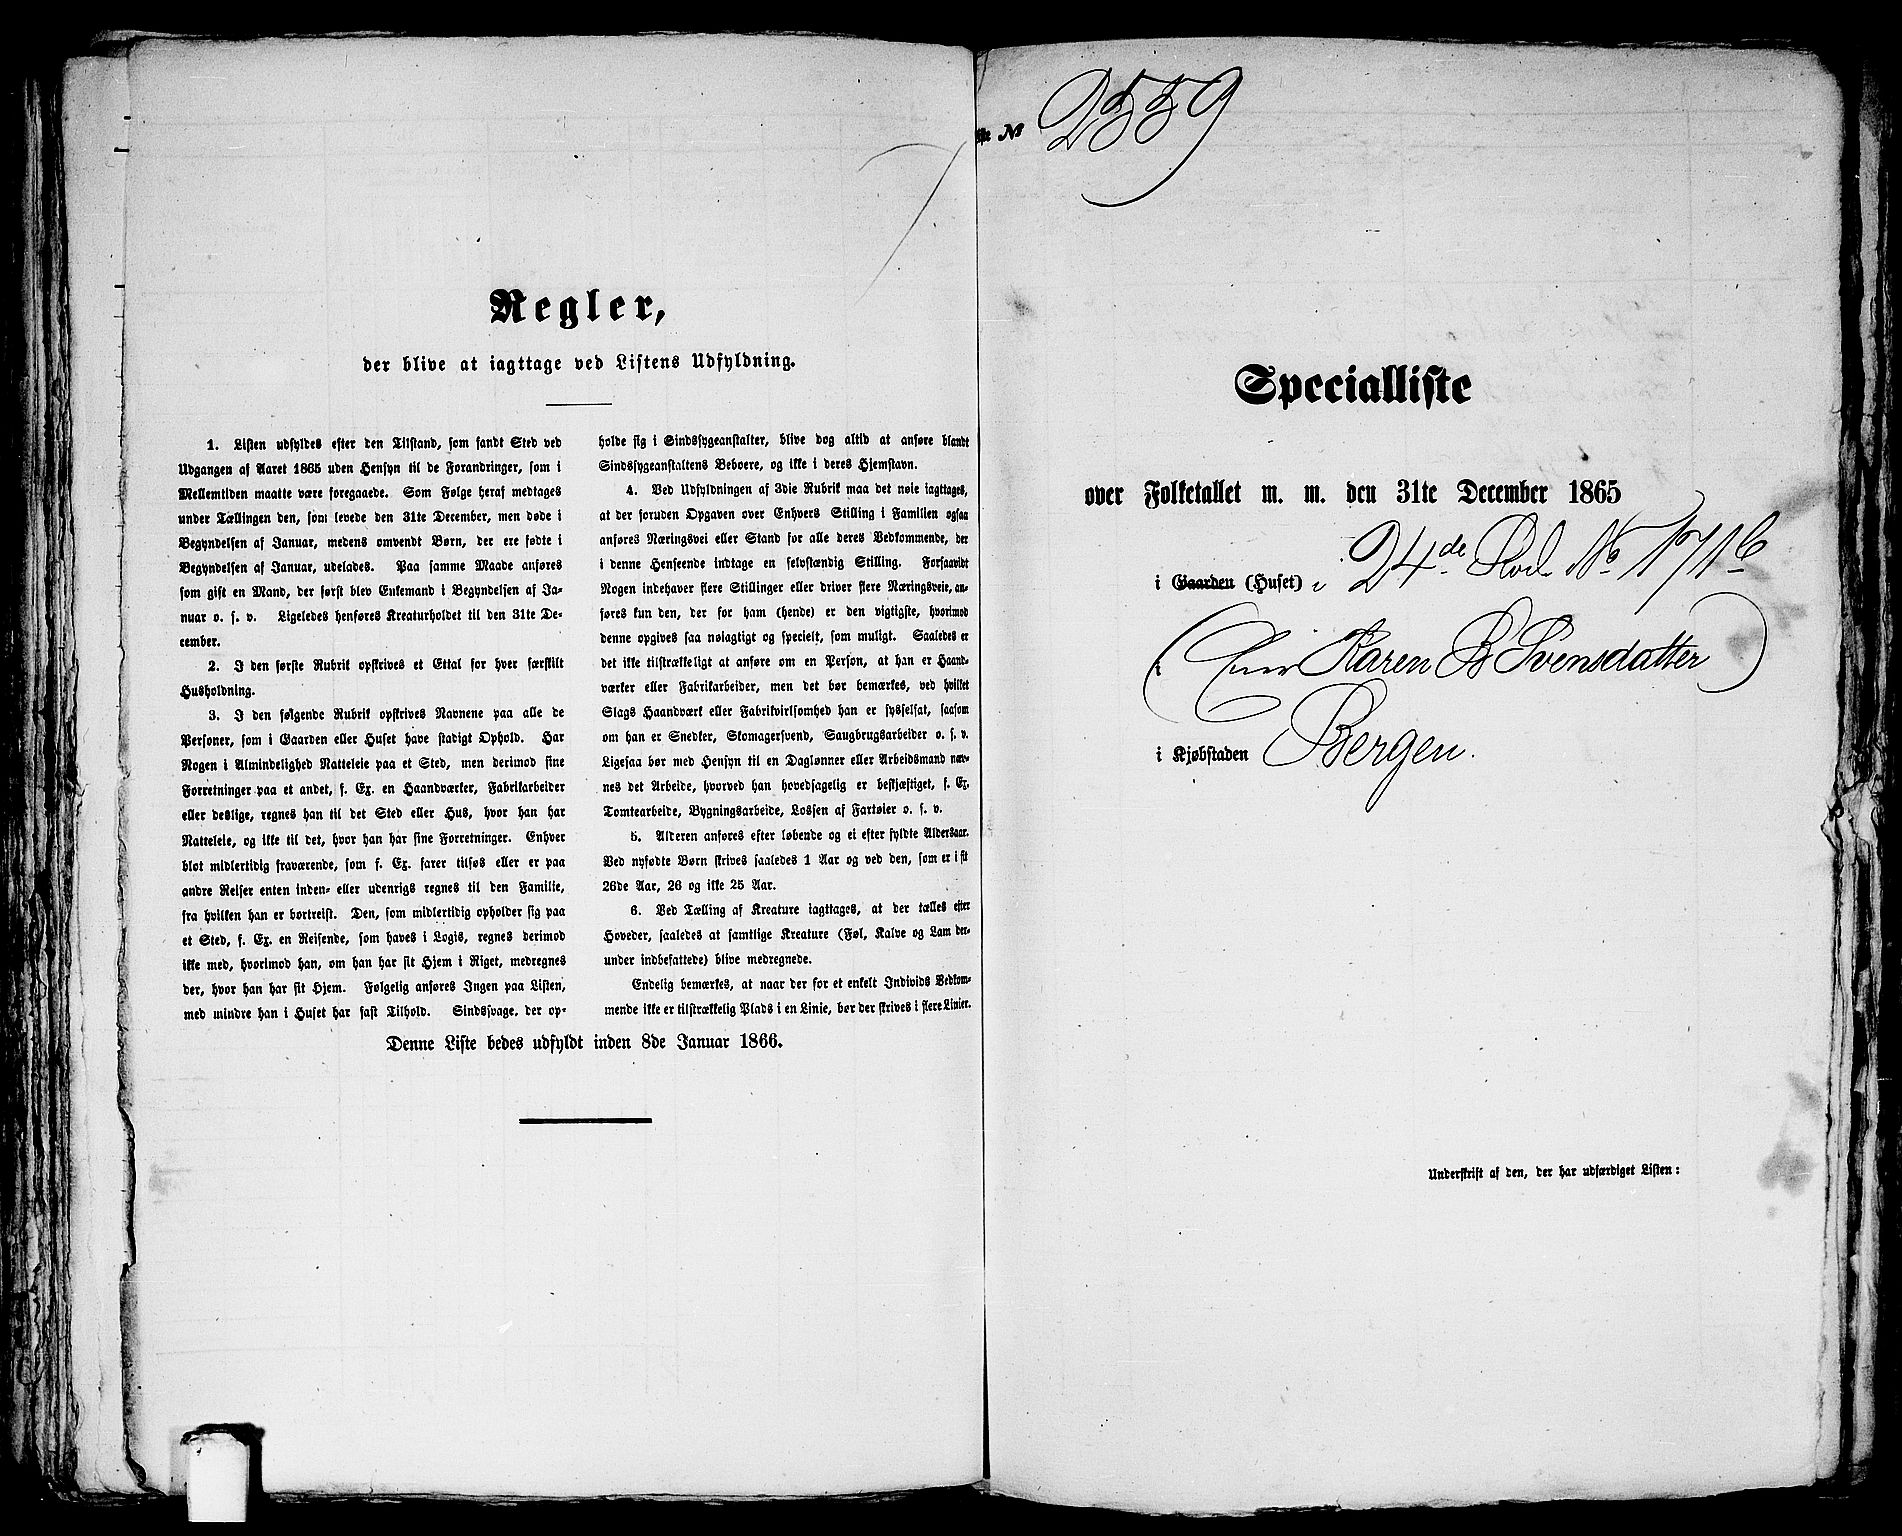 Regler,
der blive at iagttage ved Listens Udfyldning.
1. Listen udfyldes efter den Tilstand, som fandt Sted ved
Udgangen af Aaret 1865 uden Hensyn til de Forandringer, som i
Mellemtiden maatte være foregaaede. Som Følge heraf medtages
under Tællingen den, som levede den 31te December, men døde i
Begyndelsen af Januar, medens omvendt Børn, der ere fødte i
Begyndelsen af Januar, udelades. Paa samme Maade anføres
som gift en Mand, der først blev Enkemand i Begyndelsen af Ja-
nuar o. s. v. Ligeledes henføres Kreaturholdet til den 31te De-
cember.
2. I den første Rubrik opskrives et Ettal for hver særskilt
Husholdning.
3. I den følgende Rubrik opskrives Navnene paa alle de
Personer, som i Gaarden eller Huset have stadigt Ophold. Har
Nogen i Almindelighed Natteleie paa et Sted, men derimod sine
Forretninger paa et andet, f. Ex. en Haandværker, Fabrikarbeider
eller deslige, regnes han til det Sted eller Hus, hvor han har
Natteleie, og ikke til det, hvor han har sine Forretninger. Enhver
blot midlertidig fraværende, som f. Ex. farer tilsøs eller er paa
andre Reiser enten inden- eller udenrigs regnes til den Familie,
fra hvilken han er bortreist. Den, som midlertidig opholder sig paa
et Sted, f. Ex. en Reisende, som haves i Logis, regnes derimod
ikke med, hvorimod han, om han har sit Hjem i Riget, medregnes
der, hvor han har sit Hjem. Følgelig anføres Ingen paa Listen,
med mindre han i Huset har fast Tilhold. Sindssvage, der op-
holde sig i Sindssygeanstalter, blive dog altid at anføre blandt
Sindssygeanstaltens Beboere, og ikke i deres Hjemstavn.
4. Ved Udfyldningen af 3die Rubrik maa det nøie iagttages,
at der foruden Opgaven over Enhvers Stilling i Familien ogsaa
anføres Næringsvei eller Stand for alle deres Vedkommende, der
i denne Henseende indtage en selvstændig Stilling. Forsaavidt
Nogen indehaver flere Stillinger eller driver flere Næringsveie, an-
føres kun den, der for ham (hende) er den vigtigste, hvorimod
denne opgives saa nøiagtigt og specielt, som muligt. Saaledes er
det ikke tilstrækkeligt at anføre om en Person, at han er Haand-
værker eller Fabrikarbeider, men det bør bemærkes, ved hvilket
Slags Haandværk eller Fabrikvirksomhed han er sysselsat, saasom
om han er Snedker, Skomagersvend, Saugbrugsarbeider o. s. v.
Ligesaa bør med Hensyn til en Daglønner eller Arbeidsmand næv-
nes det Arbeide, hvorved han hovedsagelig er beskjæftiget, f. Ex.
Tomtearbeide, Bygningsarbeide, Lossen af Fartøier o. s. v.
5. Alderen anføres efter løbende og ei efter fyldte Aldersaar.
Ved nyfødte Børn skrives saaledes 1 Aar og ved den, som er i sit
26de Aar, 26 og ikke 25 Aar.
6. Ved Tælling af Kreature iagttages, at der tælles efter
Hoveder, saaledes at samtlige Kreature (Føl, Kalve og Lam der-
under indbefattede) blive medregnede.
Endelig bemærkes, at naar der for et enkelt Individs Vedkom-
mende ikke er tilstrækkelig Plads i en Linie, bør der skrives i flere Linier.
Denne Liste bedes udfyldt inden 8de Januar 1866.
№ 2559
Specialliste
over Folketallet m. m. den 31te December 1865
i Gaarden (Huset) i 24de Rod. No 171b
Karen B Svensdatter
i Kjøbstaden Bergen.
Underskrift af den, der har udfærdiget Listen: